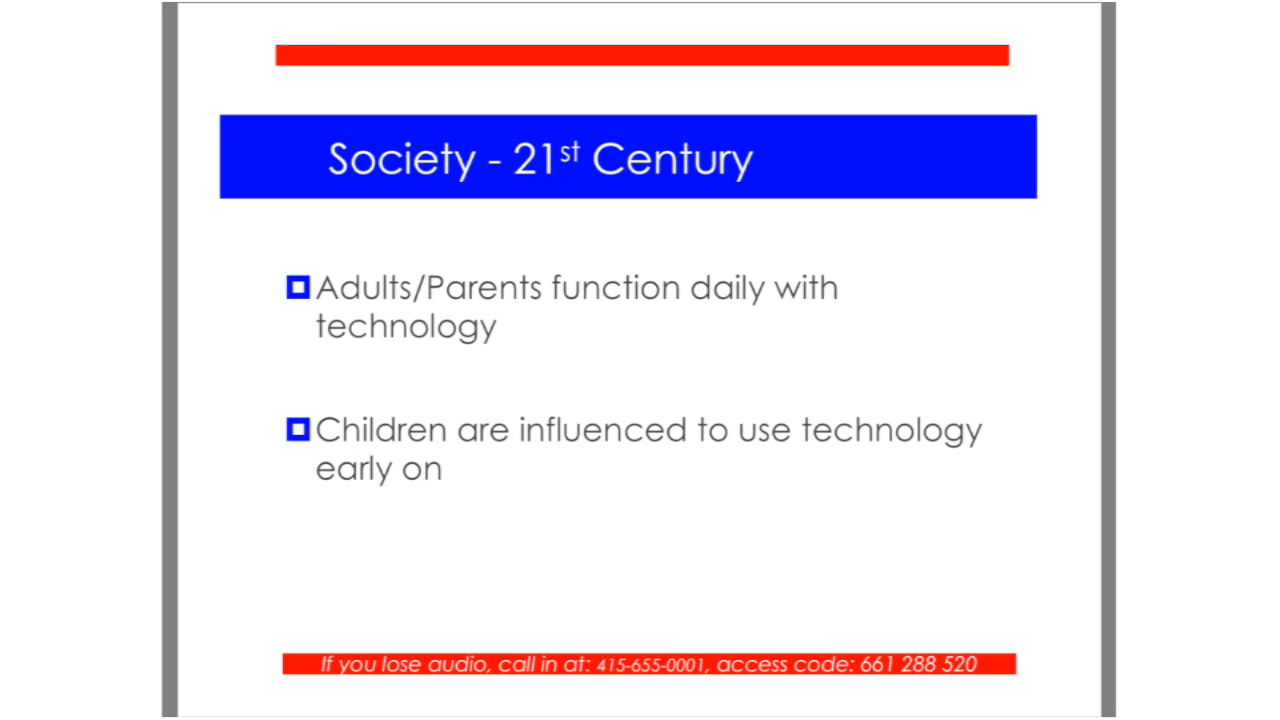 Society - 21st Century
Adults/Parents function daily with
technology
Children are influenced to use technology
early on
If you lose audio, call in at: 415-655-0001, access code: 661 288 520